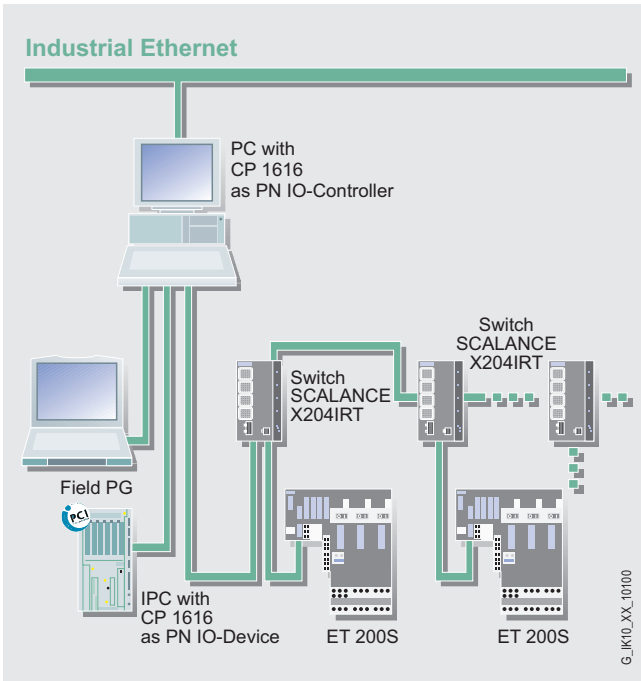 Industrial Ethernet
PC with
CP 1616
as PN IO-Controller
Switch
SCALANCE
X204IRT
Switch
SCALANCE
X204IRT
Field PG
PCI
IPC with
CP 1616
as PN IO-Device
ET 200S
ET 200S
G_IK10_XX_10100